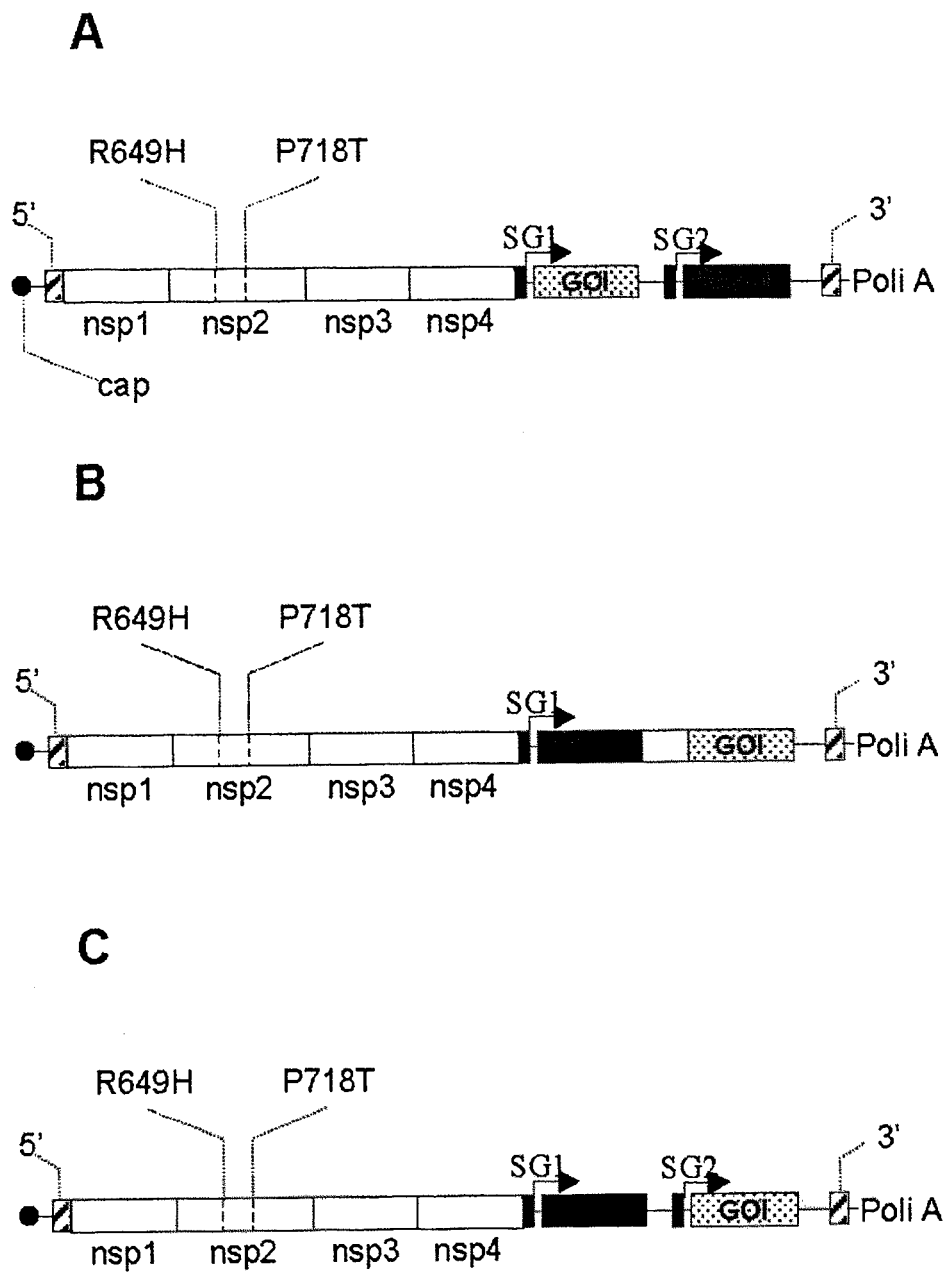 A
R649H P718T
5' 3'
SG1 SG2
GOI Poli A
nsp1 nsp2 nsp3 nsp4
cap
B
R649H P718T
5' 3'
SG1
GOI Poli A
nsp1 nsp2 nsp3 nsp4
C
R649H P718T
5' 3'
SG1 SG2
GOI Poli A
nsp1 nsp2 nsp3 nsp4